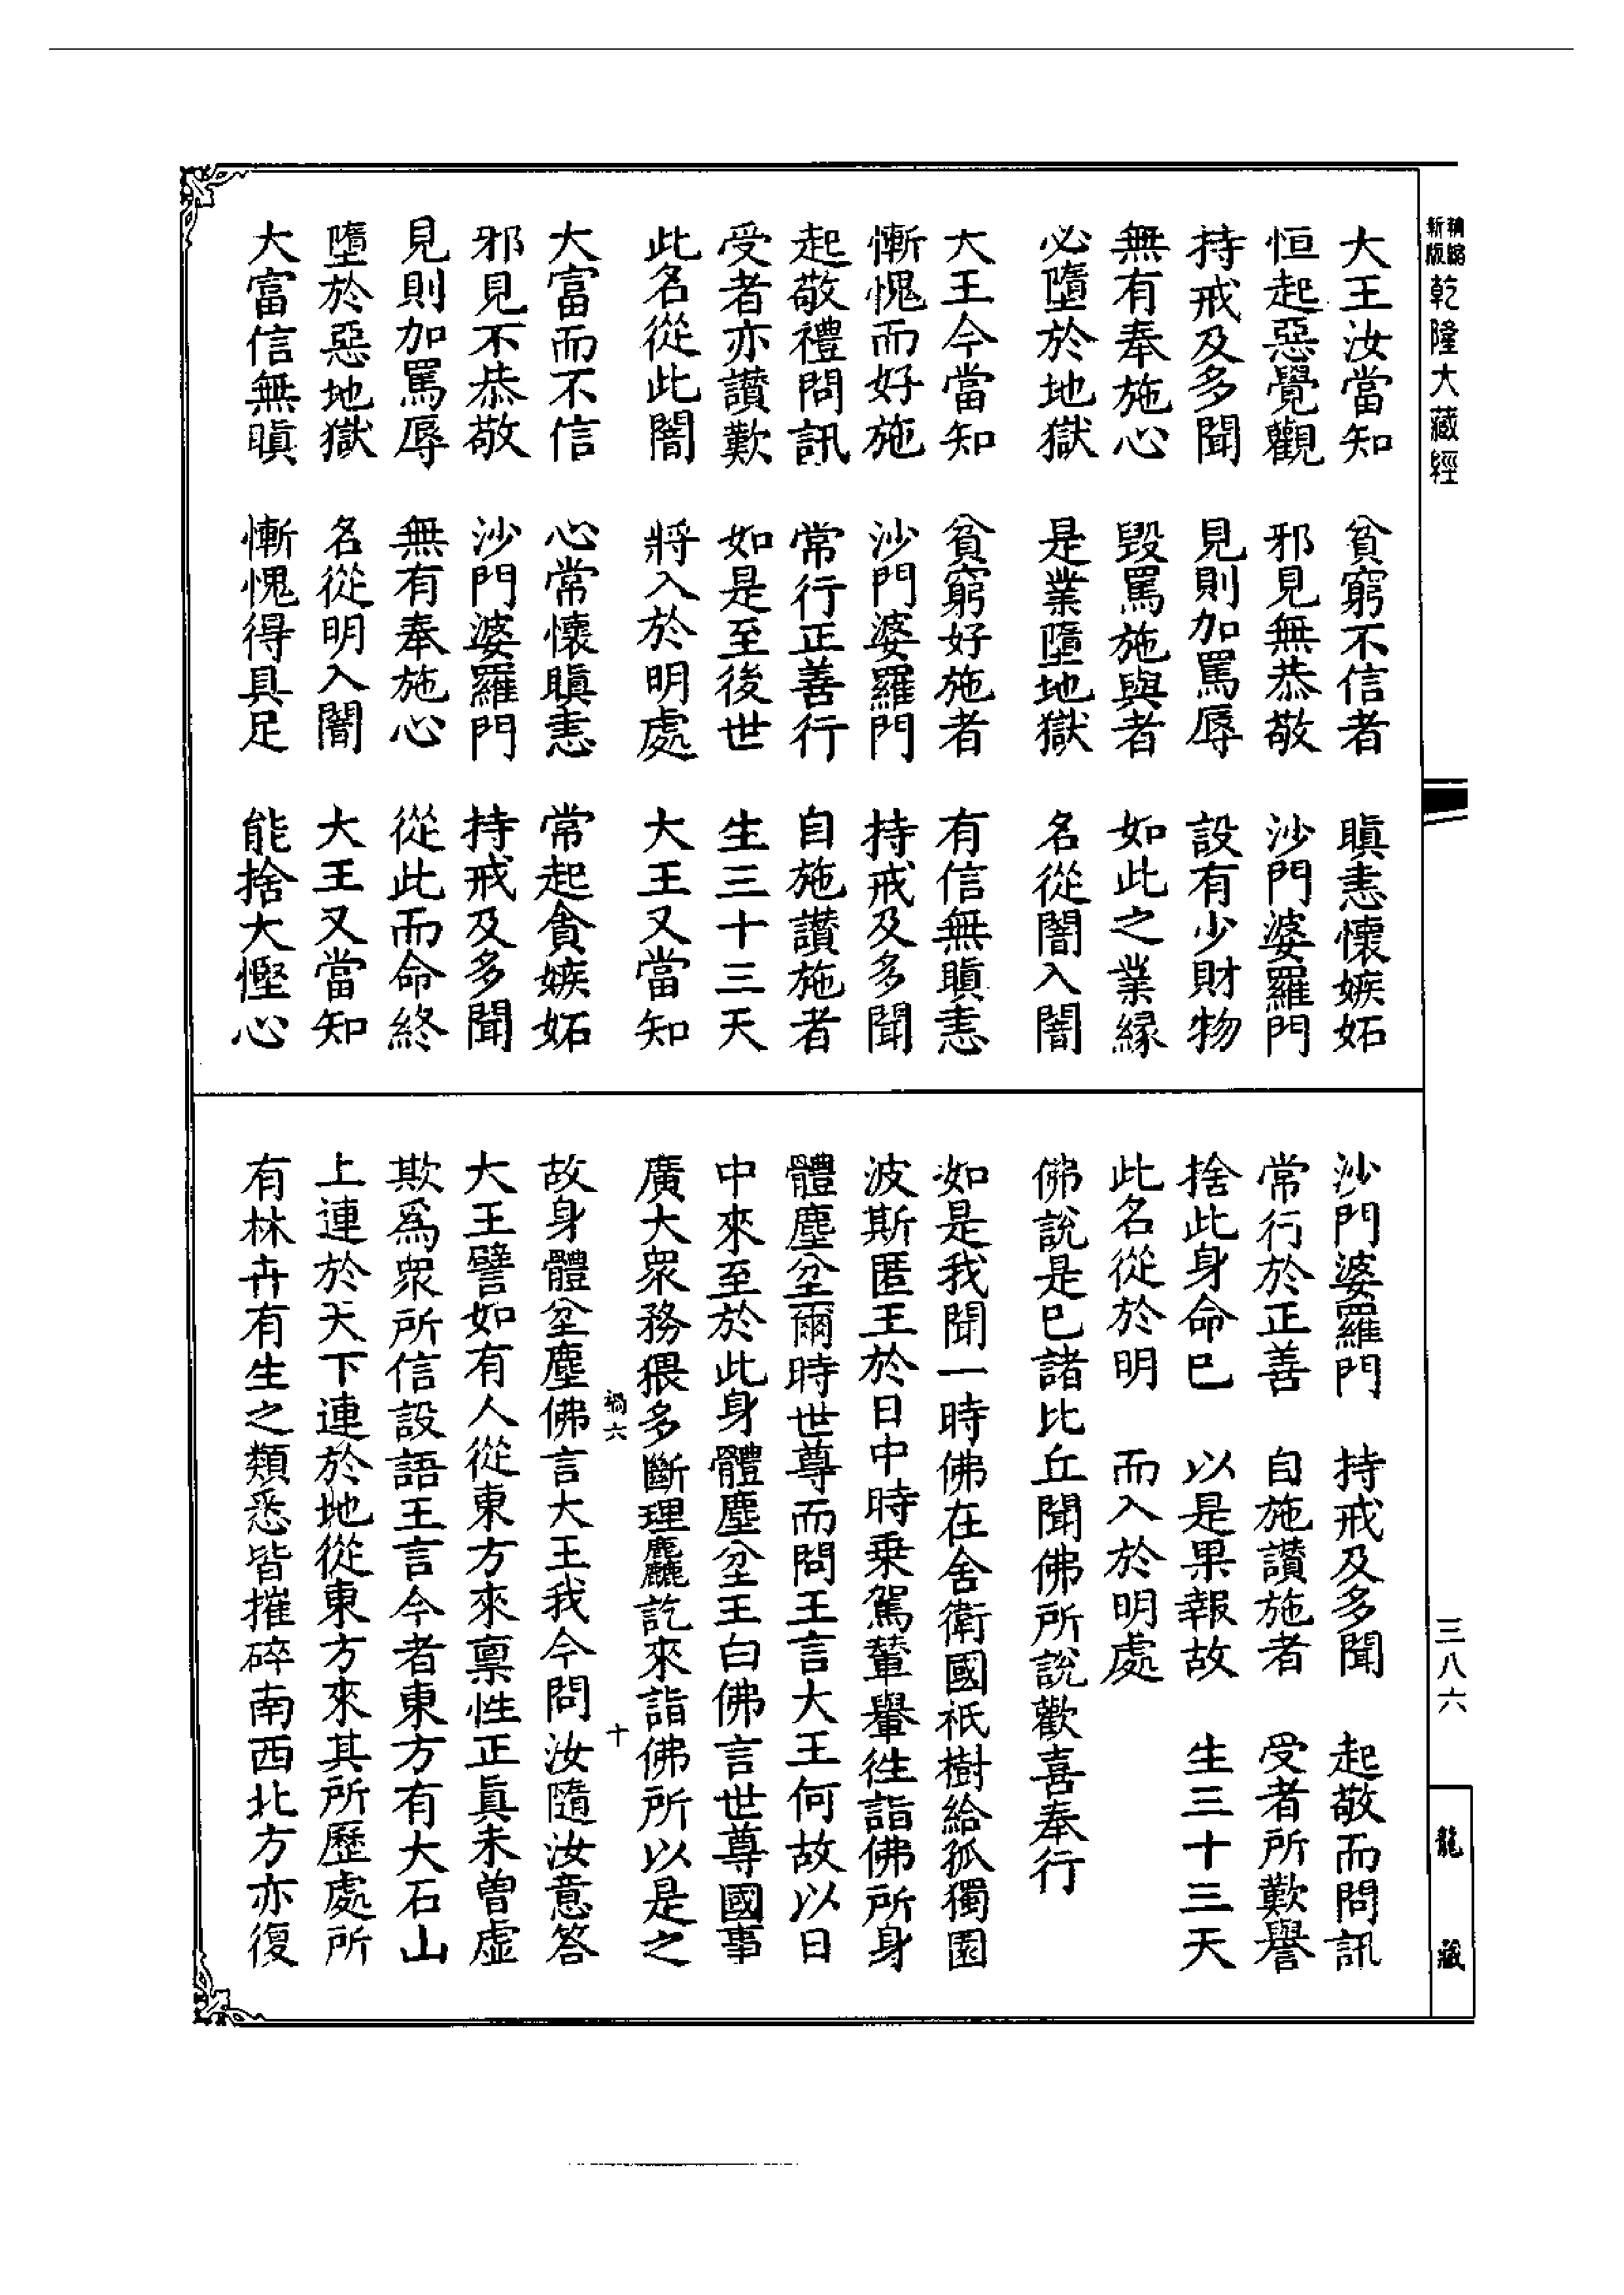 精縮新版 乾隆大藏經
大王汝當知 貧窮不信者 瞋恚懷嫉妬
恒起惡覺觀 邪見無恭敬 沙門婆羅門
持戒及多聞 見則加罵辱 設有少財物
無有奉施心 毀罵施與者 如此之業緣
必墮於地獄 是業墮地獄 名從闇入闇
大王今當知 貧窮好施者 有信無瞋恚
慚愧而好施 沙門婆羅門 持戒及多聞
起敬禮問訊 常行正善行 自施讚施者
受者亦讚歎 如是至後世 生三十三天
此名從此闇 將入於明處 大王又當知
大富而不信 心常懷瞋恚 常起貪嫉妬
邪見不恭敬 沙門婆羅門 持戒及多聞
見則加罵辱 無有奉施心 從此而命終
墮於惡地獄 名從明入闇 大王又當知
大富信無瞋 慚愧得具足 能捨大慳心
沙門婆羅門 持戒及多聞 起敬而問訊
常行於正善 自施讚施者 受者所歎譽
捨此身命已 以是果報故 生三十三天
此名從於明 而入於明處
佛說是已諸比丘聞佛所說歡喜奉行
如是我聞一時佛在舍衛國祇樹給孤獨園
波斯匿王於日中時乘駕輦轝徃詣佛所身
體塵坌爾時世尊而問王言大王何故以日
中來至於此身體塵坌王白佛言世尊國事
廣大眾務猥多斷理麤訖來詣佛所以是之
禍六 十
故身體坌塵佛言大王我今問汝隨汝意答
大王譬如有人從東方來稟性正眞未曽虛
欺爲眾所信設語王言今者東方有大石山
上連於天下連於地從東方來其所歷處所
有林卉有生之類悉皆摧碎南西北方亦復
三八六
龍藏